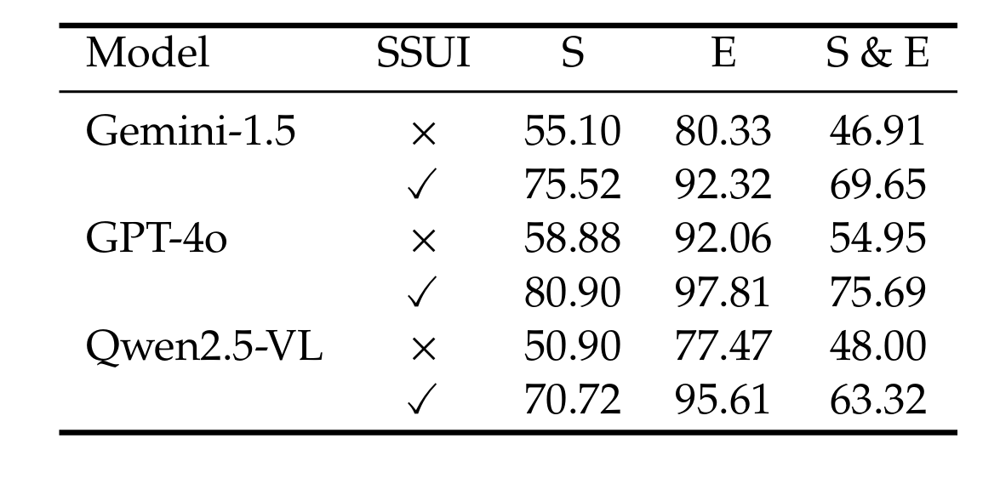 Model SSUI S E S & E
Gemini-1.5 × 55.10 80.33 46.91
✓ 75.52 92.32 69.65
GPT-4o × 58.88 92.06 54.95
✓ 80.90 97.81 75.69
Qwen2.5-VL × 50.90 77.47 48.00
✓ 70.72 95.61 63.32